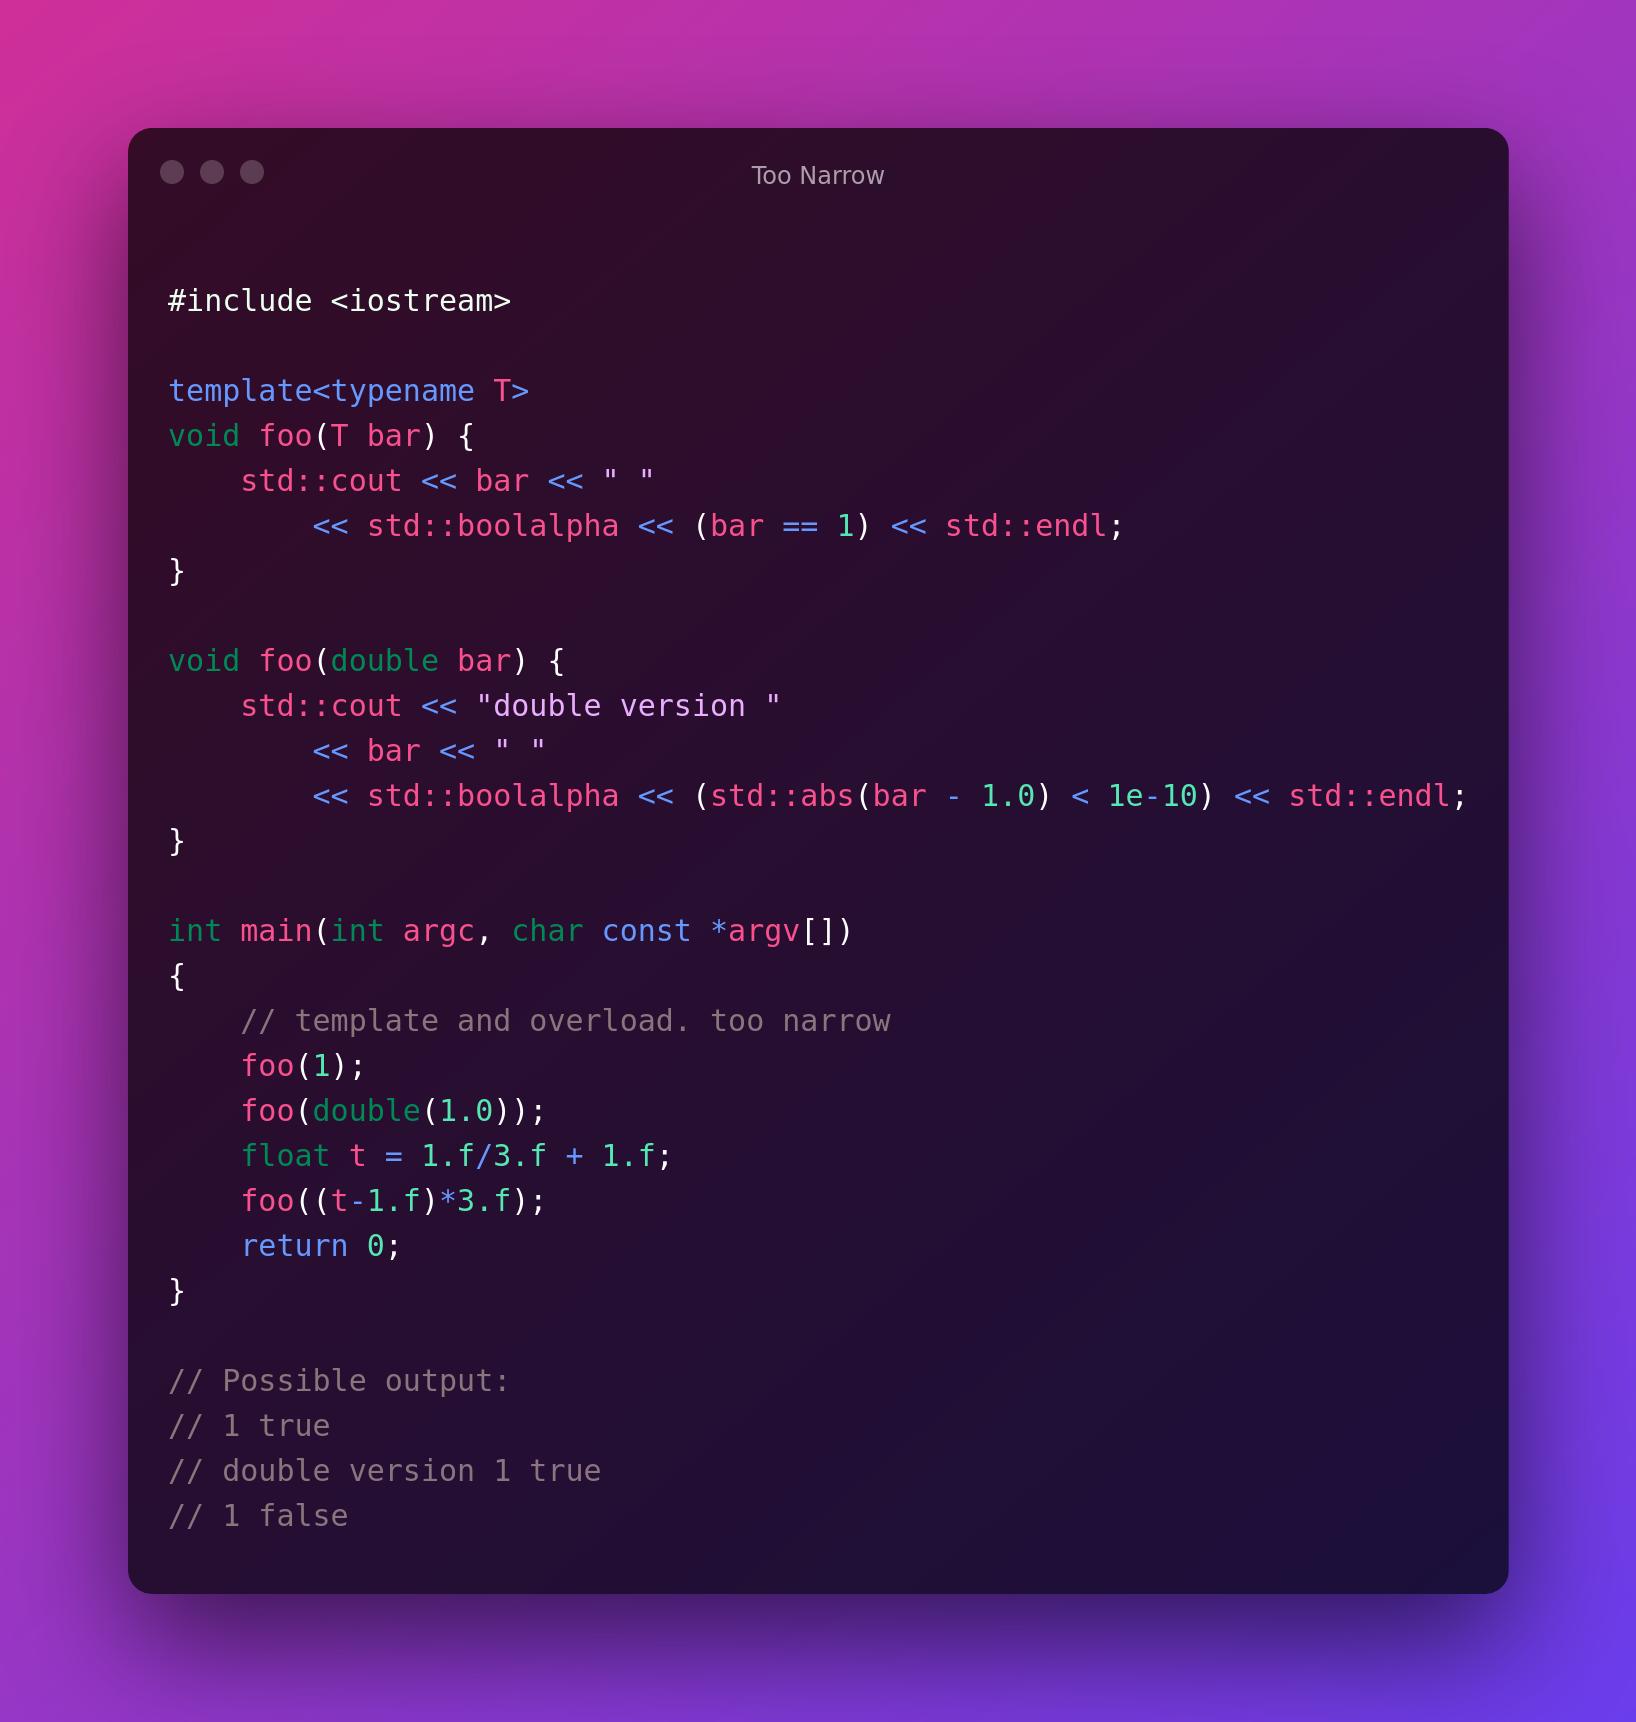 Too Narrow
#include <iostream>
template<typename T>
void foo(T bar) {
    std::cout << bar << " "
        << std::boolalpha << (bar == 1) << std::endl;
}
void foo(double bar) {
    std::cout << "double version "
        << bar << " "
        << std::boolalpha << (std::abs(bar - 1.0) < 1e-10) << std::endl;
}
int main(int argc, char const *argv[])
{
    // template and overload. too narrow
    foo(1);
    foo(double(1.0));
    float t = 1.f/3.f + 1.f;
    foo((t-1.f)*3.f);
    return 0;
}
// Possible output:
// 1 true
// double version 1 true
// 1 false